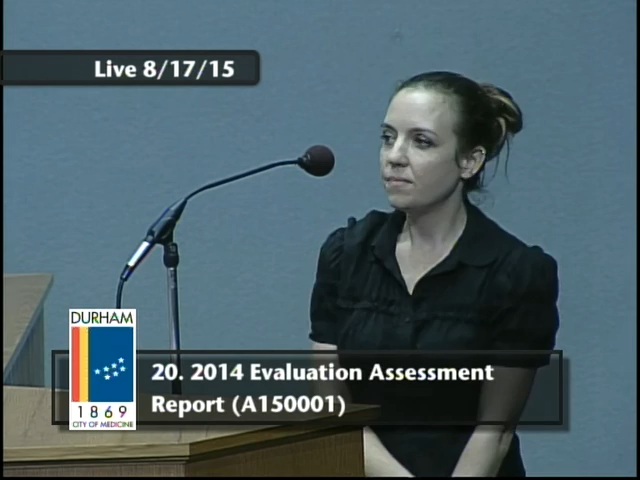 Live 8/17/15
DURHAM
1869
CITY OF MEDICINE
20. 2014 Evaluation Assessment
Report (A150001)